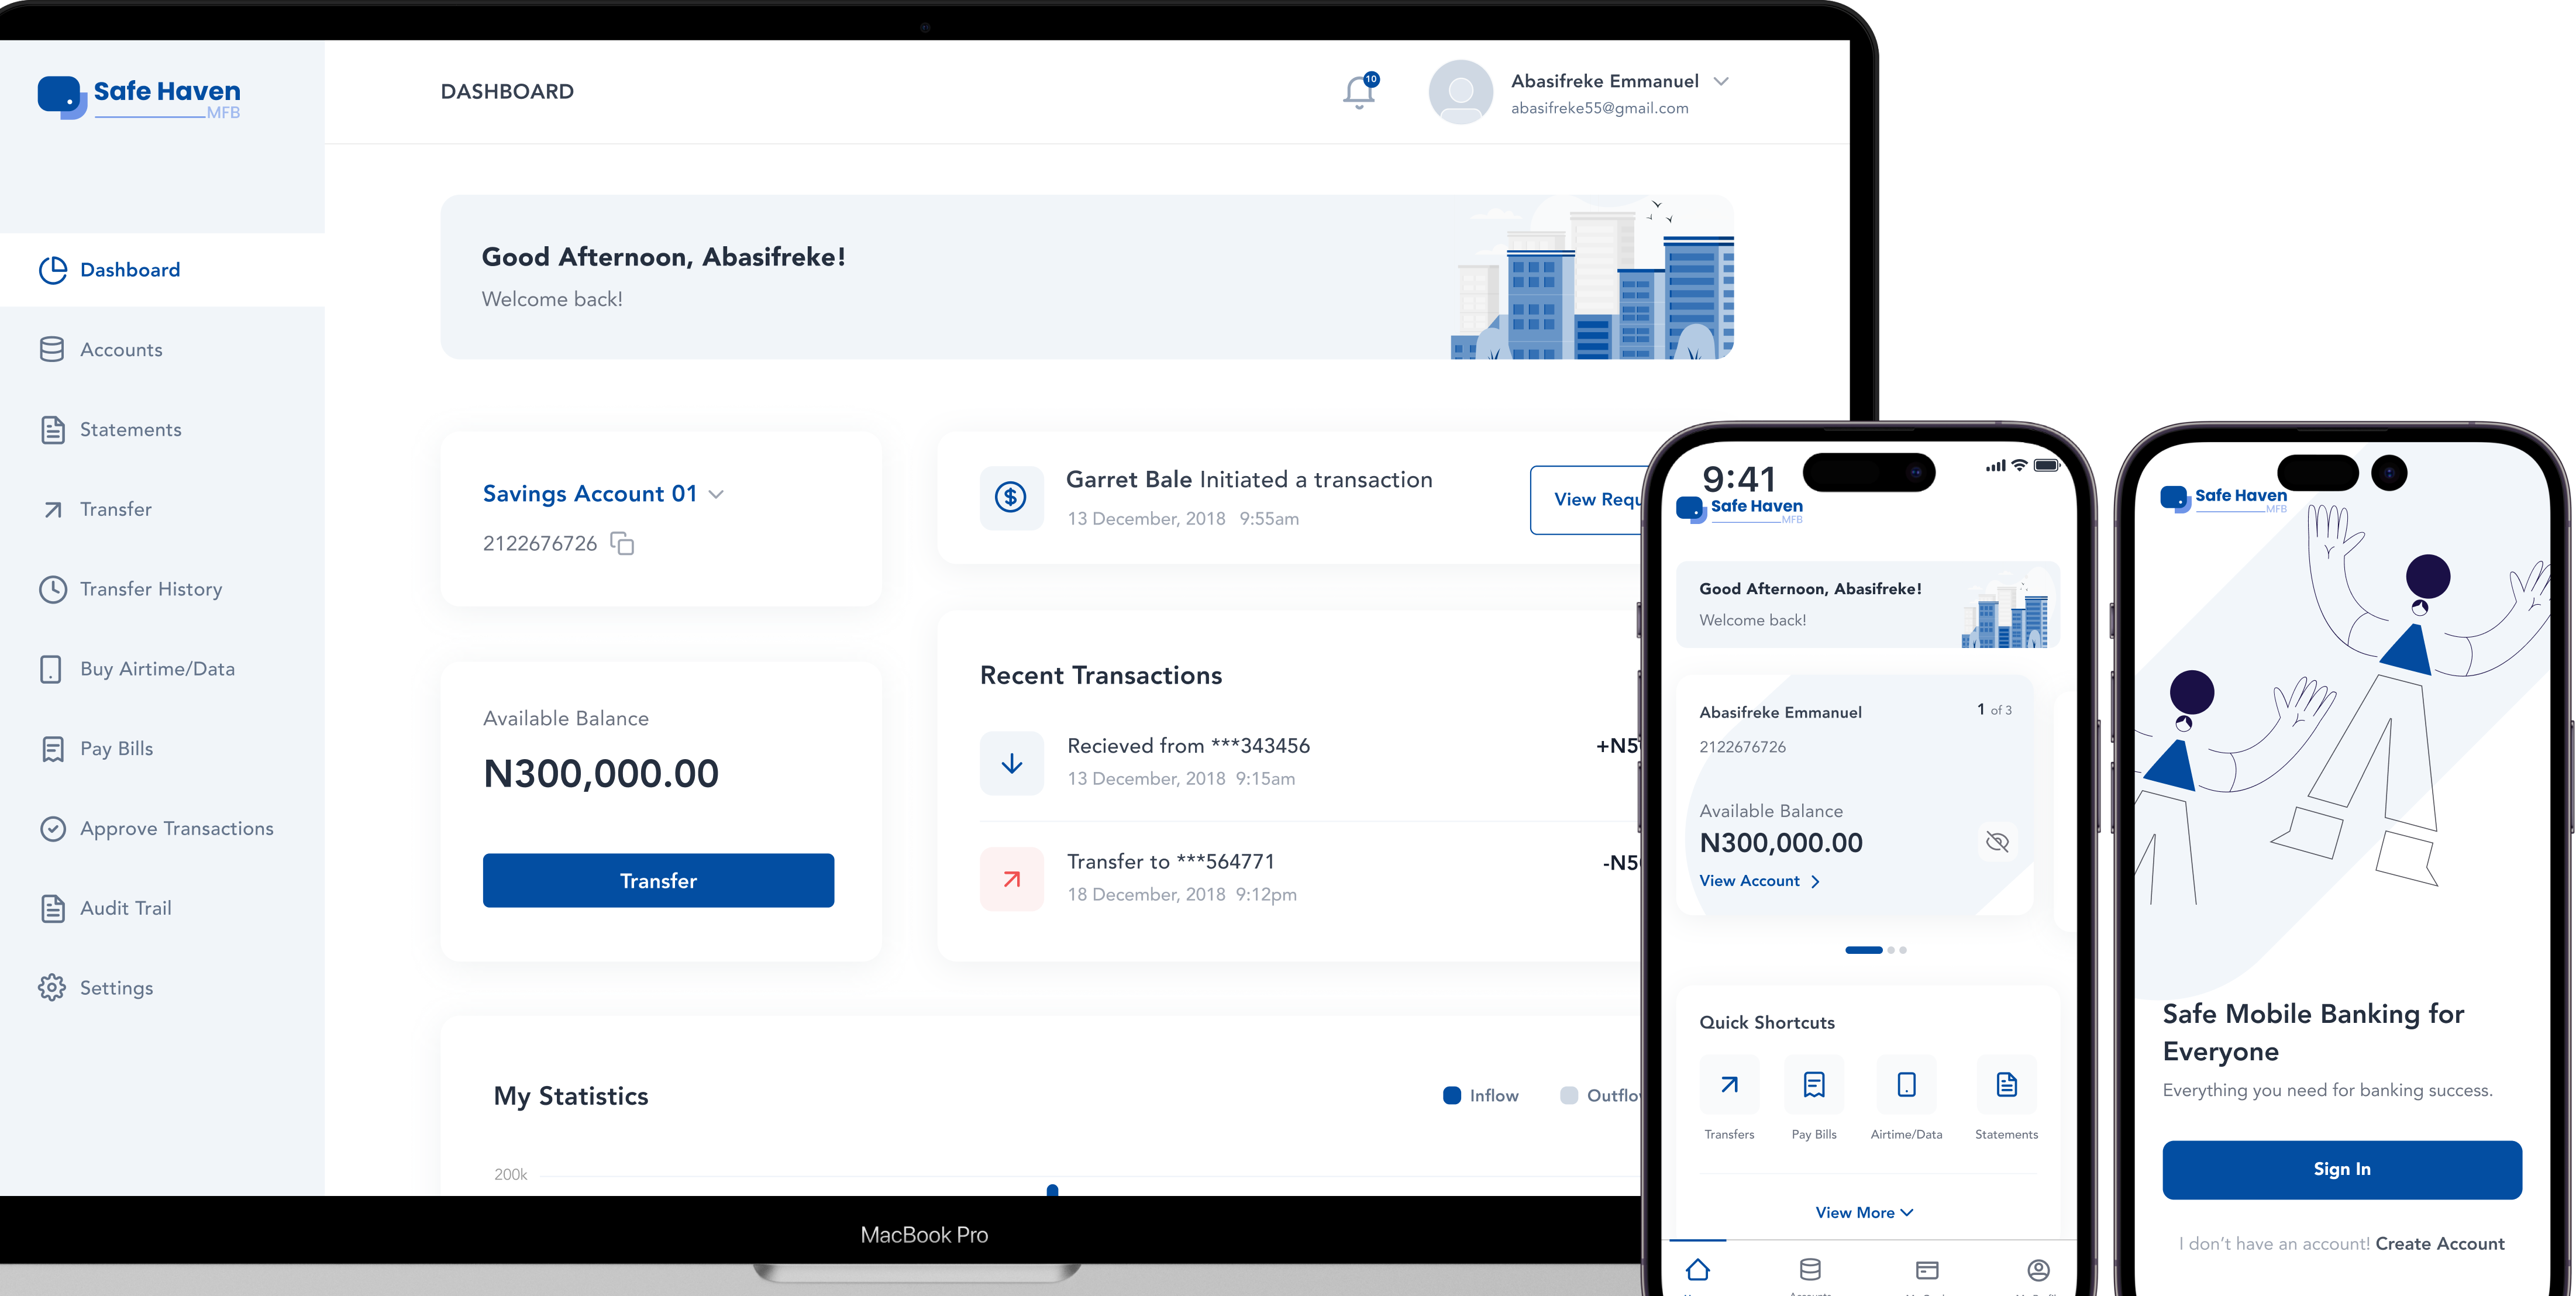 Safe Haven
MFB
DASHBOARD
10
Abasifreke Emmanuel
abasifreke55@gmail.com
Dashboard
Accounts
Statements
Transfer
Transfer History
Buy Airtime/Data
Pay Bills
Approve Transactions
Audit Trail
Settings
Good Afternoon, Abasifreke!
Welcome back!
Savings Account 01
2122676726
Garret Bale Initiated a transaction
13 December, 2018 9:55am
View Requ
Available Balance
N300,000.00
Transfer
Recent Transactions
Recieved from ***343456
13 December, 2018 9:15am
+N5
Transfer to ***564771
18 December, 2018 9:12pm
-N5
My Statistics
Inflow
Outflo
200k
MacBook Pro
9:41
Safe Haven
MFB
Good Afternoon, Abasifreke!
Welcome back!
Abasifreke Emmanuel
1 of 3
2122676726
Available Balance
N300,000.00
View Account
Quick Shortcuts
Transfers
Pay Bills
Airtime/Data
Statements
View More
Safe Haven
MFB
Safe Mobile Banking for
Everyone
Everything you need for banking success.
Sign In
I don't have an account! Create Account